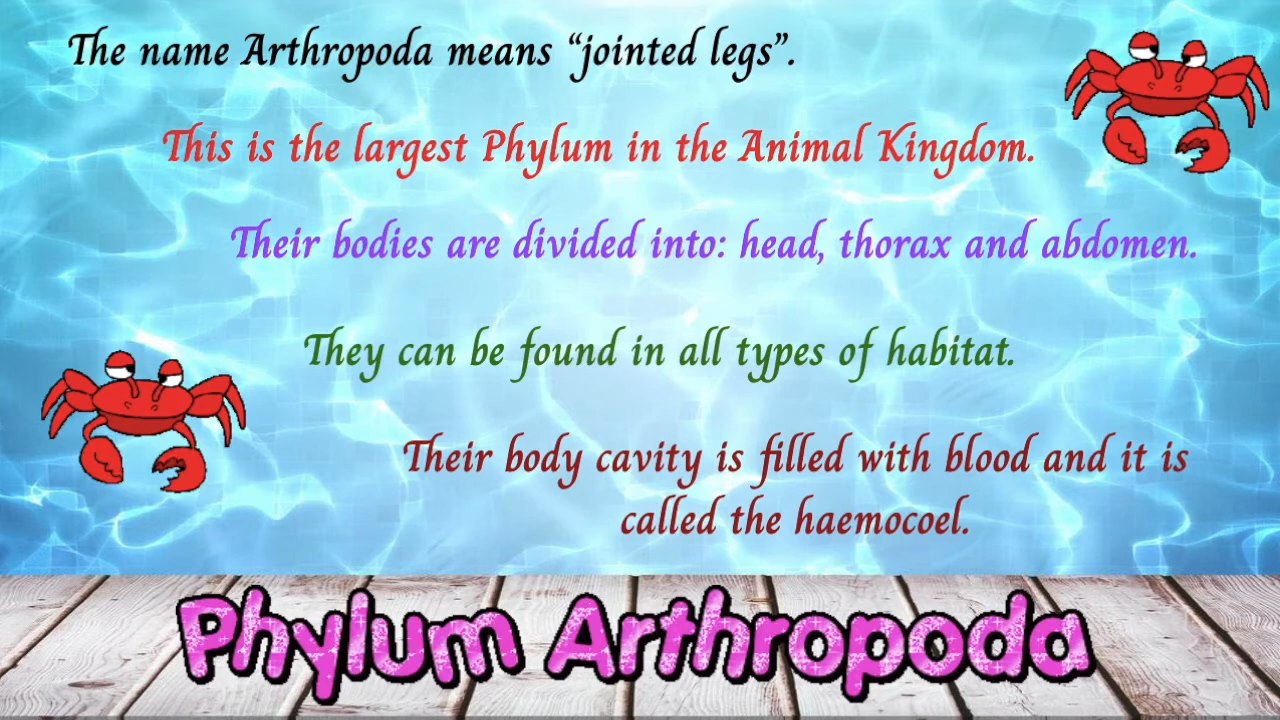 The name Arthropoda means “jointed legs”.
This is the largest Phylum in the Animal Kingdom.
Their bodies are divided into: head, thorax and abdomen.
They can be found in all types of habitat.
Their body cavity is filled with blood and it is
called the haemocoel.
Phylum Arthropoda